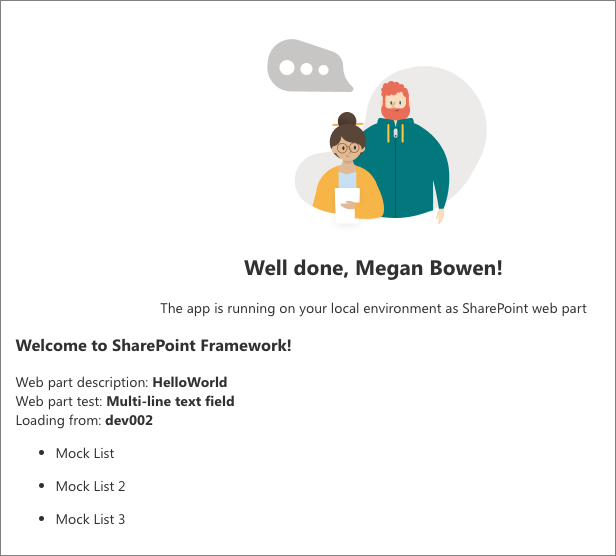 Well done, Megan Bowen!
The app is running on your local environment as SharePoint web part
Welcome to SharePoint Framework!
Web part description: HelloWorld
Web part test: Multi-line text field
Loading from: dev002
Mock List
Mock List 2
Mock List 3